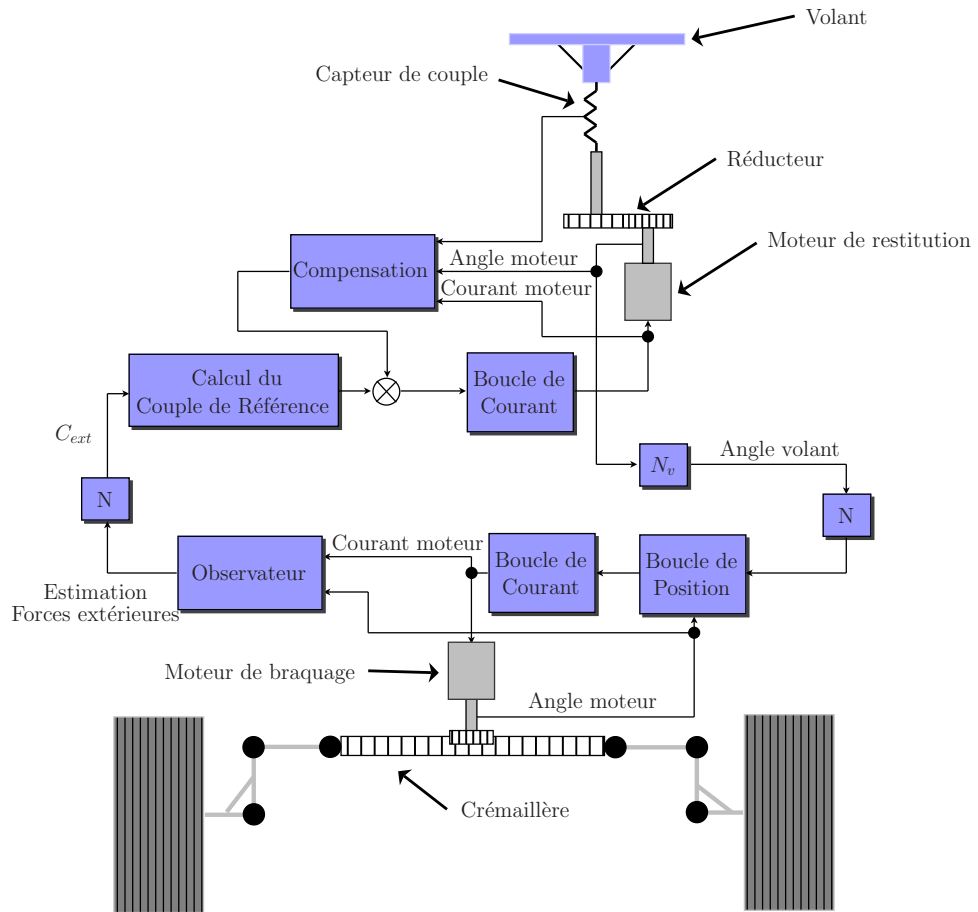 Volant
Capteur de couple
Réducteur
Moteur de restitution
Compensation
Angle moteur
Courant moteur
Calcul du
Couple de Référence
Boucle de
Courant
C_ext
N_v
Angle volant
N
N
Courant moteur
Observateur
Boucle de
Courant
Boucle de
Position
Estimation
Forces extérieures
Moteur de braquage
Angle moteur
Crémaillère